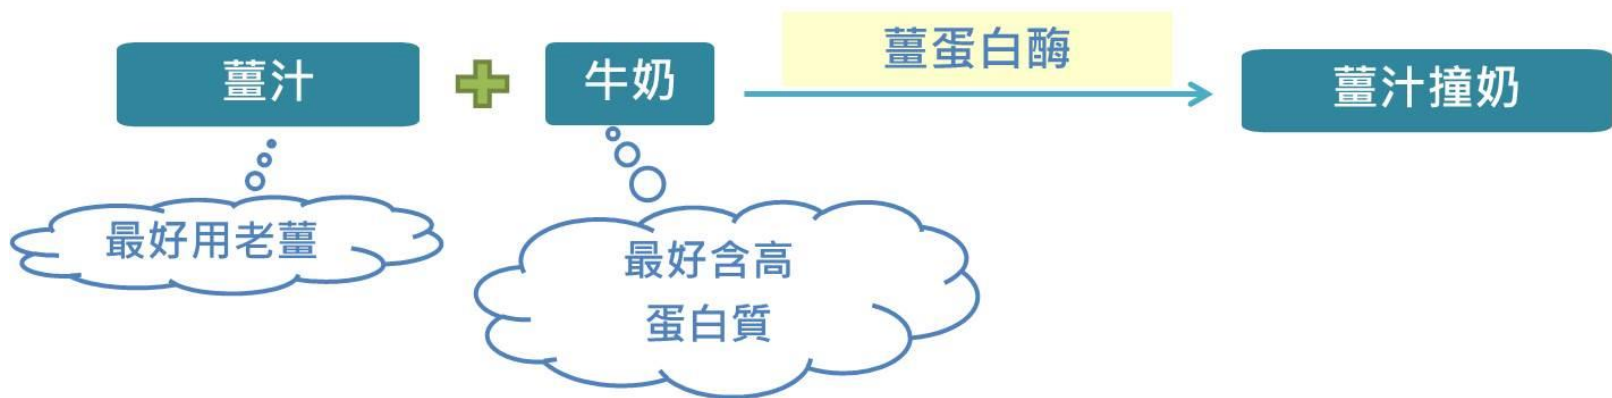 薑汁
牛奶
薑蛋白酶
薑汁撞奶
最好用老薑
最好含高
蛋白質